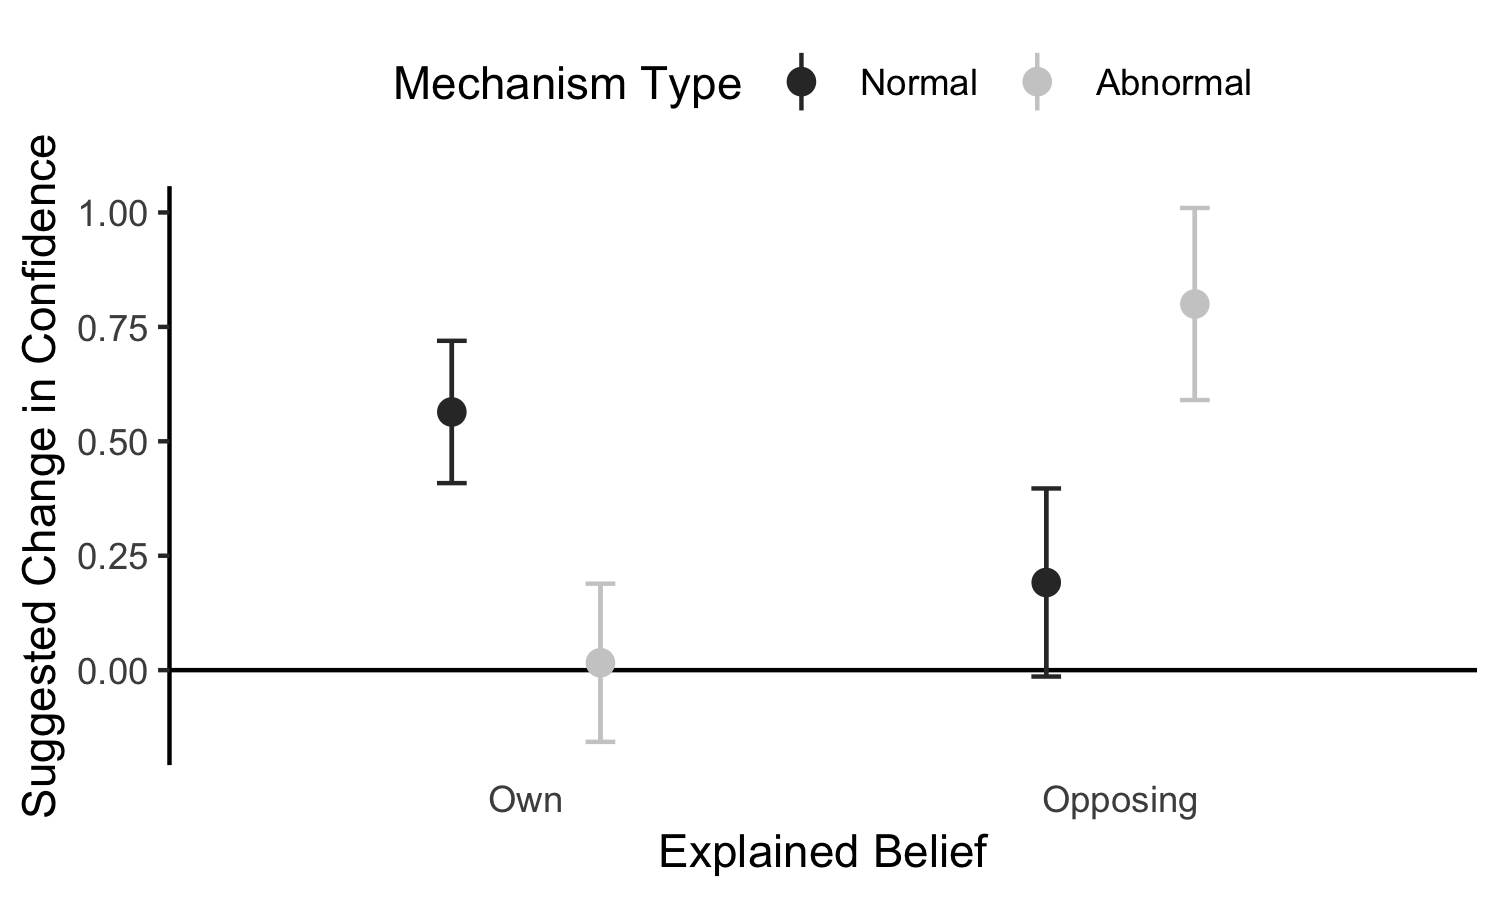 Mechanism Type Normal Abnormal
Suggested Change in Confidence
1.00
0.75
0.50
0.25
0.00
Own Opposing
Explained Belief